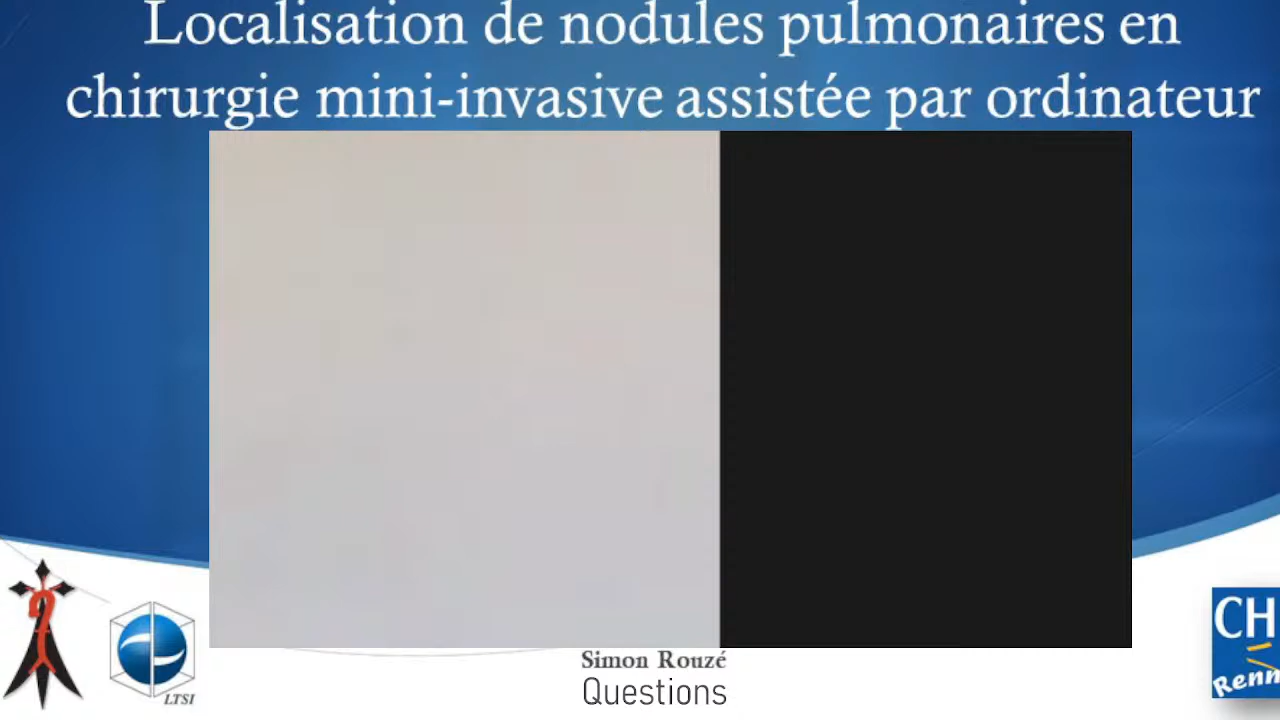 Localisation de nodules pulmonaires en
chirurgie mini-invasive assistée par ordinateur
LTSI
CH
Renn
Simon Rouzé
Questions